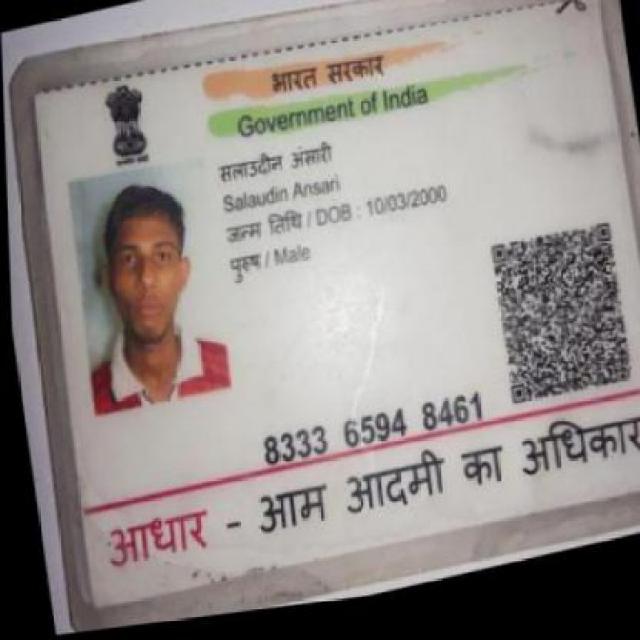 भारत सरकार
Government of India
सलाउदीन अंसारी
Salaudin Ansari
जन्म तिथि / DOB : 10/03/2000
पुरुष / Male
8333 6594 8461
आधार - आम आदमी का अधिकार